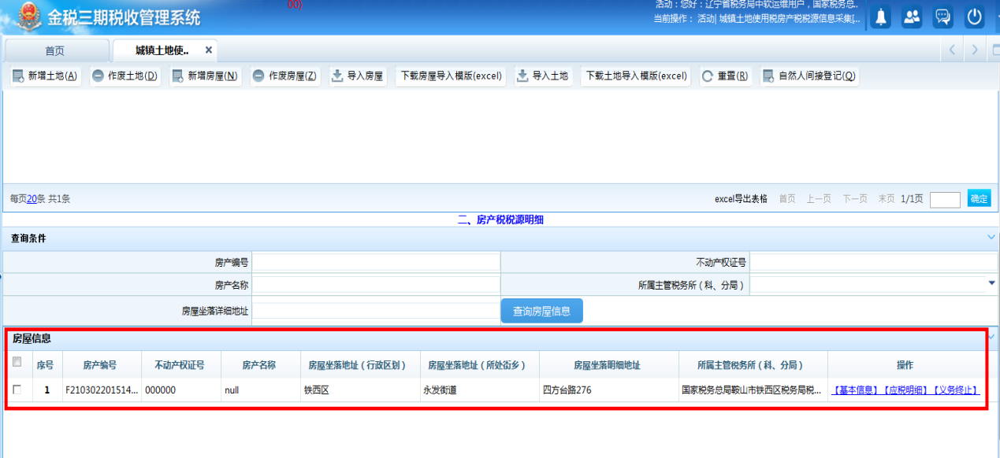 00)
金税三期税收管理系统
活动：您好：辽宁省税务局中软运维用户，国家税务总..
当前操作： 活动| 城镇土地使用税房产税税源信息采集[...
首页 城镇土地使.. ×
新增土地(A) 作废土地(D) 新增房屋(N) 作废房屋(Z) 导入房屋 下载房屋导入模版(excel) 导入土地 下载土地导入模版(excel) 重置(R) 自然人间接登记(Q)
每页20条 共1条 excel导出表格 首页 上一页 下一页 末页 1/1页 确定
二、房产税税源明细
查询条件
房产编号 不动产权证号
房产名称 所属主管税务所（科、分局）
房屋坐落详细地址 查询房屋信息
房屋信息
序号 房产编号 不动产权证号 房产名称 房屋坐落地址（行政区划） 房屋坐落地址（所处街乡） 房屋坐落明细地址 所属主管税务所（科、分局） 操作
1 F210302201514... 000000 null 铁西区 永发街道 四方台路276 国家税务总局鞍山市铁西区税务局税... 【基本信息】【应税明细】【义务终止】